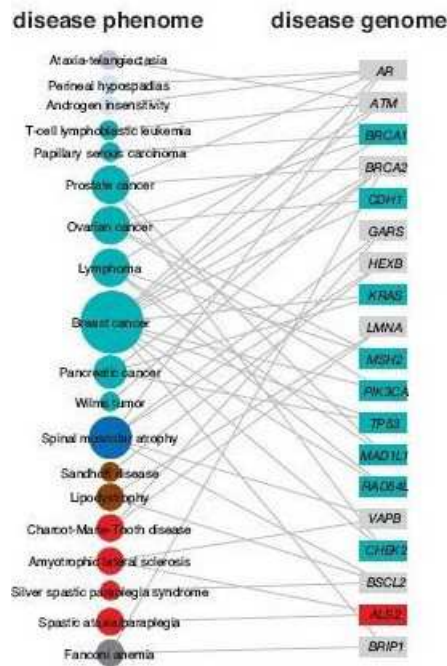 disease phenome
disease genome
Ataxia-telangiectasia
Perineal hypospadias
Androgen insensitivity
T-cell lymphoblastic leukemia
Papillary serous carcinoma
Prostate cancer
Ovarian cancer
Lymphoma
Breast cancer
Pancreatic cancer
Wilms tumor
Spinal muscular atrophy
Sandhoff disease
Lipodystrophy
Charcot-Marie-Tooth disease
Amyotrophic lateral sclerosis
Silver spastic paraplegia syndrome
Spastic ataxia/paraplegia
Fanconi anemia
AR
ATM
BRCA1
BRCA2
CDH1
GARS
HEXB
KRAS
LMNA
MSH2
PIK3CA
TP53
MAD1L1
RAD54L
VAPB
CHEK2
BSCL2
ALS2
BRIP1